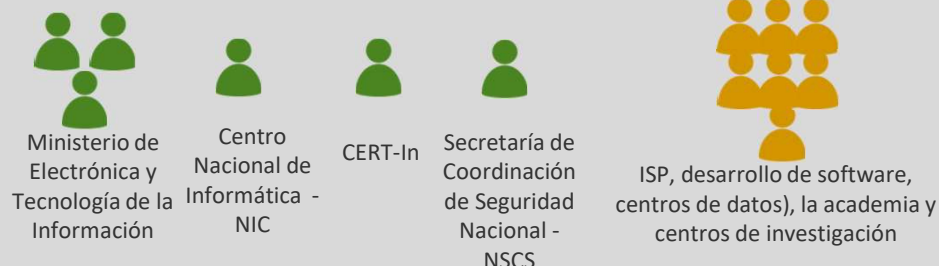 Ministerio de
Electrónica y
Tecnología de la
Información
Centro
Nacional de
Informática -
NIC
CERT-In
Secretaría de
Coordinación
de Seguridad
Nacional -
NSCS
ISP, desarrollo de software,
centros de datos), la academia y
centros de investigación